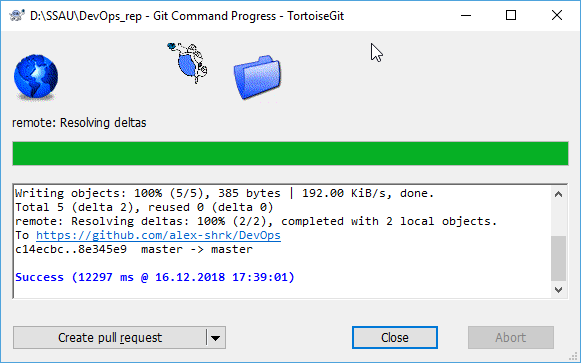 D:\SSAU\DevOps_rep - Git Command Progress - TortoiseGit
remote: Resolving deltas
Writing objects: 100% (5/5), 385 bytes | 192.00 KiB/s, done.
Total 5 (delta 2), reused 0 (delta 0)
remote: Resolving deltas: 100% (2/2), completed with 2 local objects.
To https://github.com/alex-shrk/DevOps
c14ecbc..8e345e9  master -> master
Success (12297 ms @ 16.12.2018 17:39:01)
Create pull request
Close
Abort